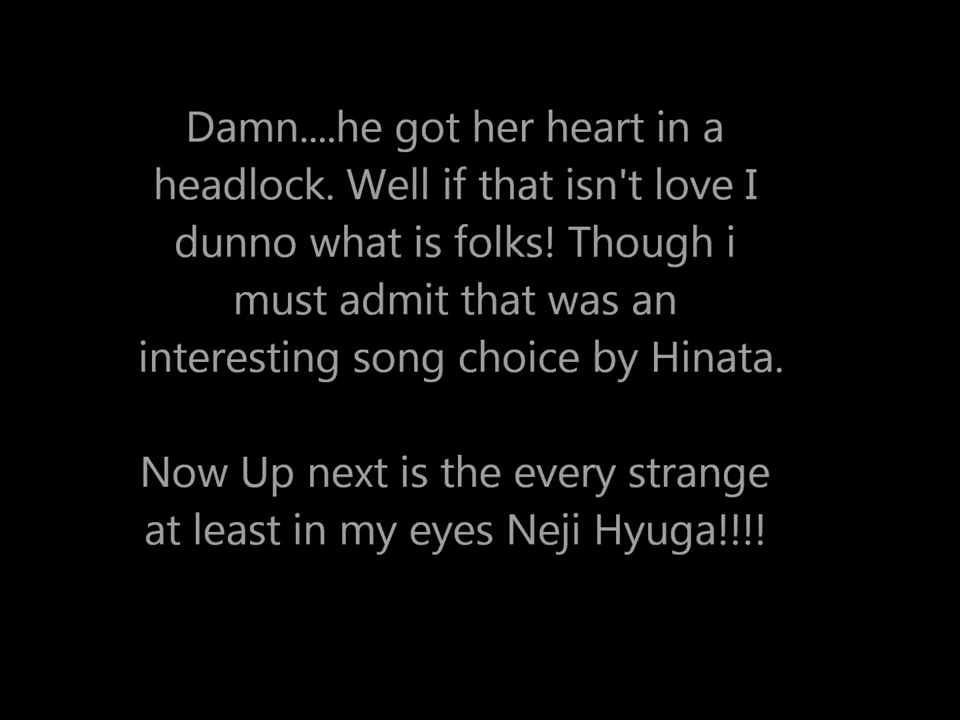 Damn....he got her heart in a
headlock. Well if that isn't love I
dunno what is folks! Though i
must admit that was an
interesting song choice by Hinata.
Now Up next is the every strange
at least in my eyes Neji Hyuga!!!!